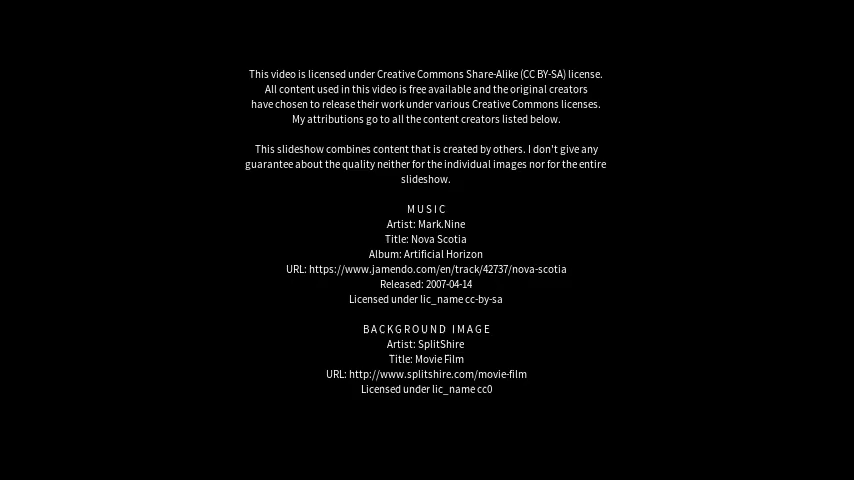 This video is licensed under Creative Commons Share-Alike (CC BY-SA) license.
All content used in this video is free available and the original creators
have chosen to release their work under various Creative Commons licenses.
My attributions go to all the content creators listed below.
This slideshow combines content that is created by others. I don't give any
guarantee about the quality neither for the individual images nor for the entire
slideshow.
MUSIC
Artist: Mark.Nine
Title: Nova Scotia
Album: Artificial Horizon
URL: https://www.jamendo.com/en/track/42737/nova-scotia
Released: 2007-04-14
Licensed under lic_name cc-by-sa
BACKGROUND IMAGE
Artist: SplitShire
Title: Movie Film
URL: http://www.splitshire.com/movie-film
Licensed under lic_name cc0